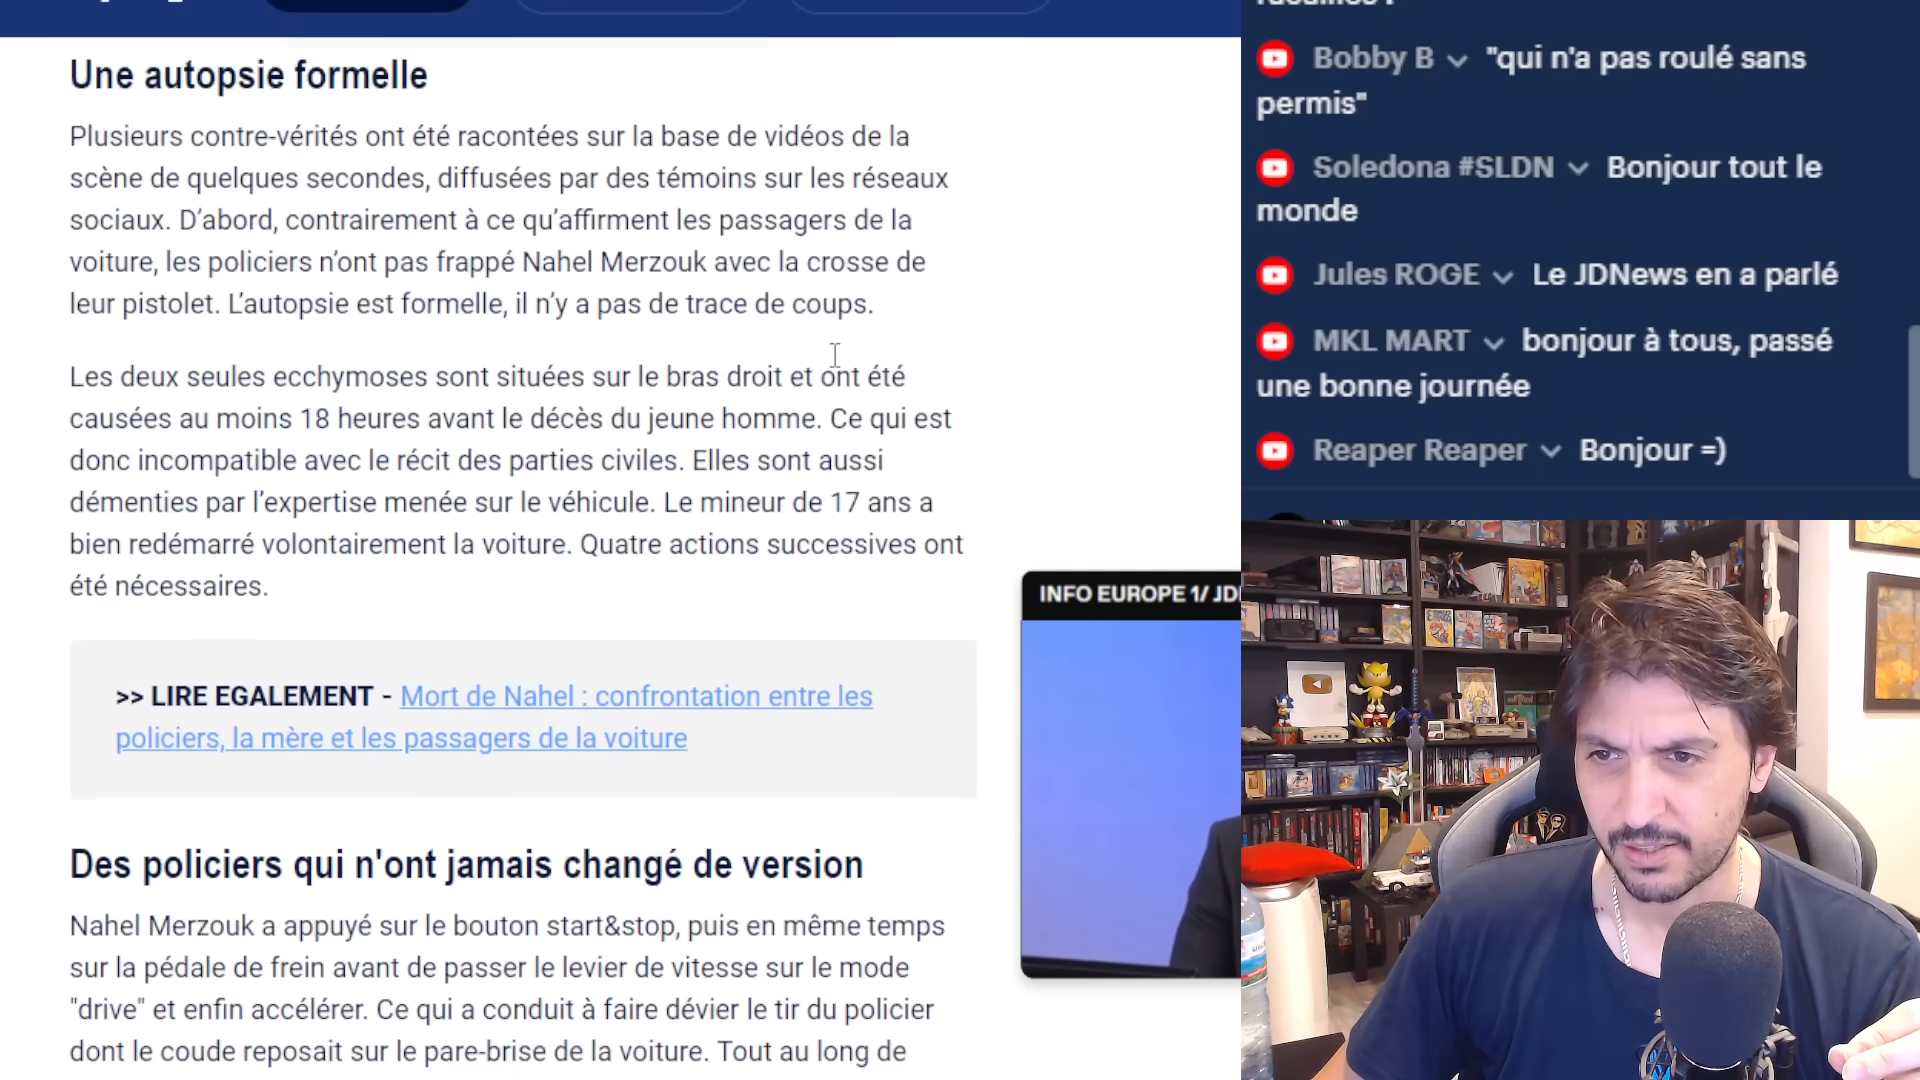 Une autopsie formelle
Plusieurs contre-vérités ont été racontées sur la base de vidéos de la
scène de quelques secondes, diffusées par des témoins sur les réseaux
sociaux. D’abord, contrairement à ce qu’affirment les passagers de la
voiture, les policiers n’ont pas frappé Nahel Merzouk avec la crosse de
leur pistolet. L’autopsie est formelle, il n’y a pas de trace de coups.
Les deux seules ecchymoses sont situées sur le bras droit et ont été
causées au moins 18 heures avant le décès du jeune homme. Ce qui est
donc incompatible avec le récit des parties civiles. Elles sont aussi
démenties par l’expertise menée sur le véhicule. Le mineur de 17 ans a
bien redémarré volontairement la voiture. Quatre actions successives ont
été nécessaires.
>> LIRE EGALEMENT - Mort de Nahel : confrontation entre les
policiers, la mère et les passagers de la voiture
Des policiers qui n'ont jamais changé de version
Nahel Merzouk a appuyé sur le bouton start&stop, puis en même temps
sur la pédale de frein avant de passer le levier de vitesse sur le mode
"drive" et enfin accélérer. Ce qui a conduit à faire dévier le tir du policier
dont le coude reposait sur le pare-brise de la voiture. Tout au long de
INFO EUROPE 1/
Bobby B "qui n'a pas roulé sans
permis"
Soledona #SLDN Bonjour tout le
monde
Jules ROGE Le JDNews en a parlé
MKL MART bonjour à tous, passé
une bonne journée
Reaper Reaper Bonjour =)